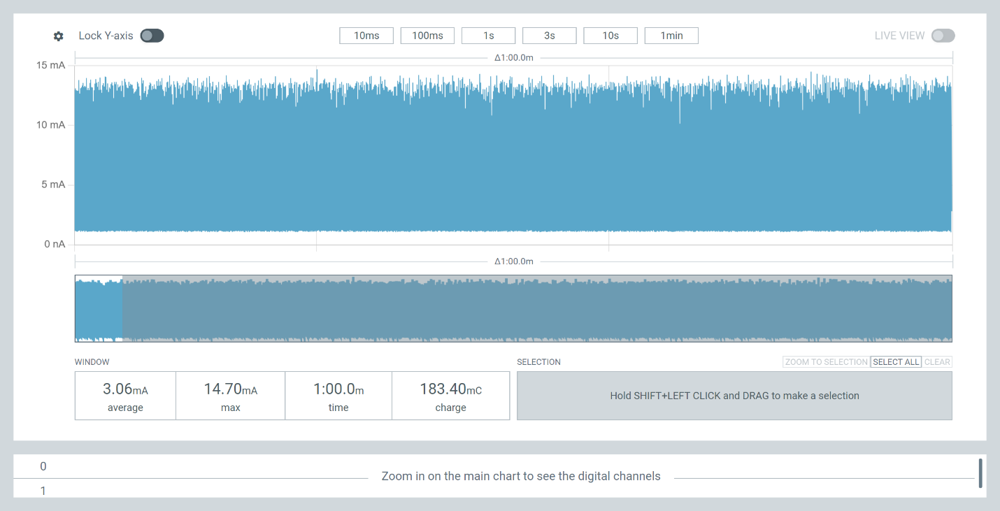 Lock Y-axis 10ms 100ms 1s 3s 10s 1min LIVE VIEW
Δ1:00.0m
15 mA
10 mA
5 mA
0 nA
Δ1:00.0m
WINDOW SELECTION ZOOM TO SELECTION SELECT ALL CLEAR
3.06mA 14.70mA 1:00.0m 183.40mC
average max time charge
Hold SHIFT+LEFT CLICK and DRAG to make a selection
0
Zoom in on the main chart to see the digital channels
1